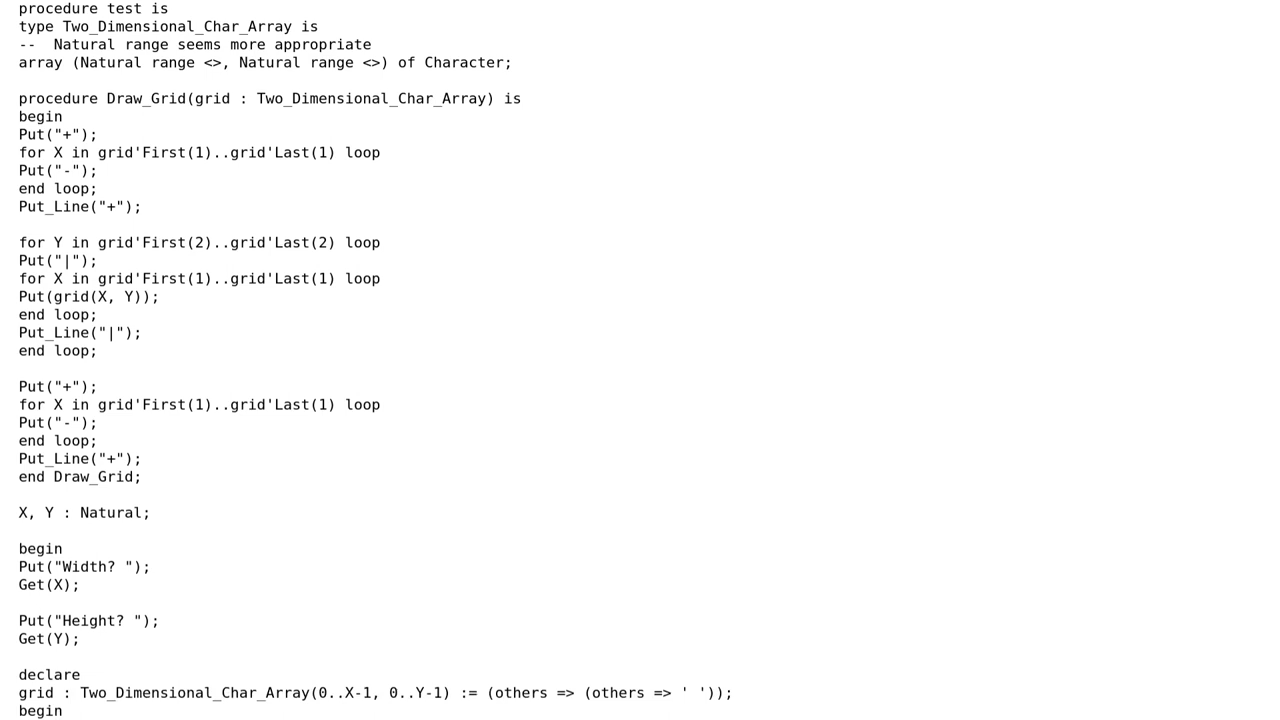 procedure test is
type Two_Dimensional_Char_Array is
--  Natural range seems more appropriate
array (Natural range <>, Natural range <>) of Character;

procedure Draw_Grid(grid : Two_Dimensional_Char_Array) is
begin
Put("+");
for X in grid'First(1)..grid'Last(1) loop
Put("-");
end loop;
Put_Line("+");

for Y in grid'First(2)..grid'Last(2) loop
Put("|");
for X in grid'First(1)..grid'Last(1) loop
Put(grid(X, Y));
end loop;
Put_Line("|");
end loop;

Put("+");
for X in grid'First(1)..grid'Last(1) loop
Put("-");
end loop;
Put_Line("+");
end Draw_Grid;

X, Y : Natural;

begin
Put("Width? ");
Get(X);

Put("Height? ");
Get(Y);

declare
grid : Two_Dimensional_Char_Array(0..X-1, 0..Y-1) := (others => (others => ' '));
begin